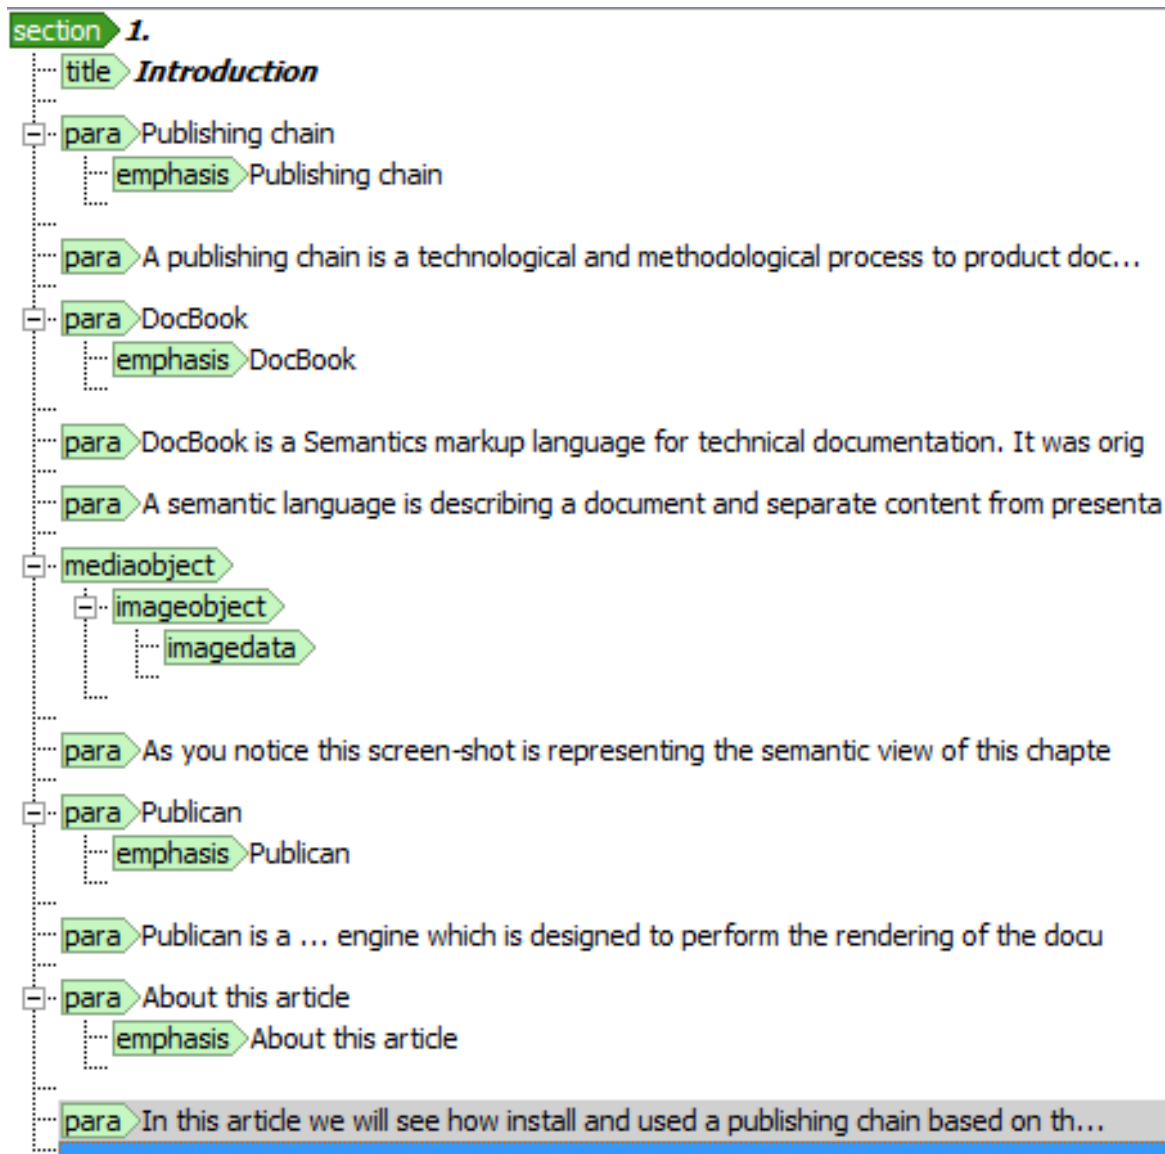 section 1.
title Introduction
para Publishing chain
emphasis Publishing chain
para A publishing chain is a technological and methodological process to product doc...
para DocBook
emphasis DocBook
para DocBook is a Semantics markup language for technical documentation. It was orig
para A semantic language is describing a document and separate content from presenta
mediaobject
imageobject
imagedata
para As you notice this screen-shot is representing the semantic view of this chapte
para Publican
emphasis Publican
para Publican is a ... engine which is designed to perform the rendering of the docu
para About this article
emphasis About this article
para In this article we will see how install and used a publishing chain based on th...